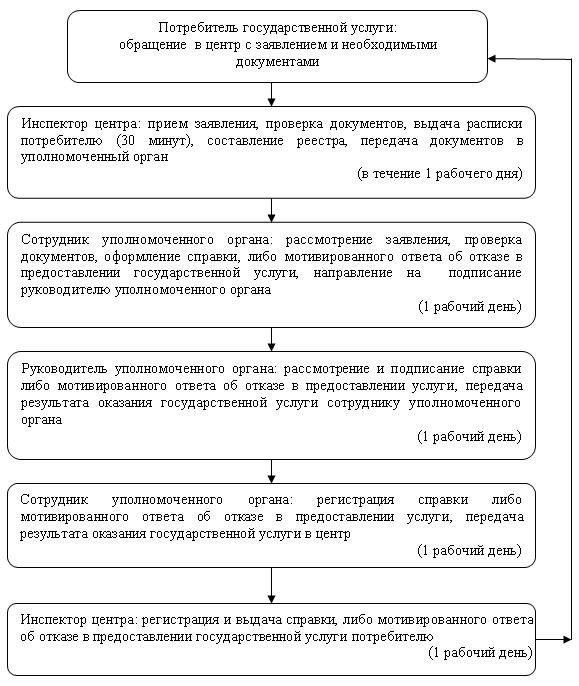 Потребитель государственной услуги:
обращение в центр с заявлением и необходимыми
документами
Инспектор центра: прием заявления, проверка документов, выдача расписки
потребителю (30 минут), составление реестра, передача документов в
уполномоченный орган
(в течение 1 рабочего дня)
Сотрудник уполномоченного органа: рассмотрение заявления, проверка
документов, оформление справки, либо мотивированного ответа об отказе в
предоставлении государственной услуги, направление на подписание
руководителю уполномоченного органа
(1 рабочий день)
Руководитель уполномоченного органа: рассмотрение и подписание справки
либо мотивированного ответа об отказе в предоставлении услуги, передача
результата оказания государственной услуги сотруднику уполномоченного
органа
(1 рабочий день)
Сотрудник уполномоченного органа: регистрация справки либо
мотивированного ответа об отказе в предоставлении услуги, передача
результата оказания государственной услуги в центр
(1 рабочий день)
Инспектор центра: регистрация и выдача справки, либо мотивированного ответа
об отказе в предоставлении государственной услуги потребителю
(1 рабочий день)